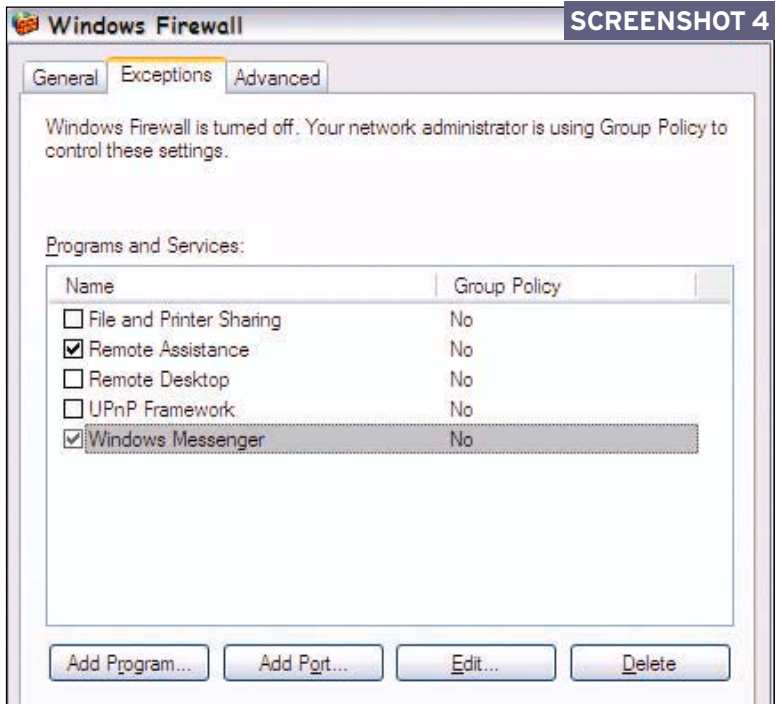 Windows Firewall
SCREENSHOT 4
General Exceptions Advanced
Windows Firewall is turned off. Your network administrator is using Group Policy to
control these settings.
Programs and Services:
Name Group Policy
File and Printer Sharing No
Remote Assistance No
Remote Desktop No
UPnP Framework No
Windows Messenger No
Add Program... Add Port... Edit... Delete